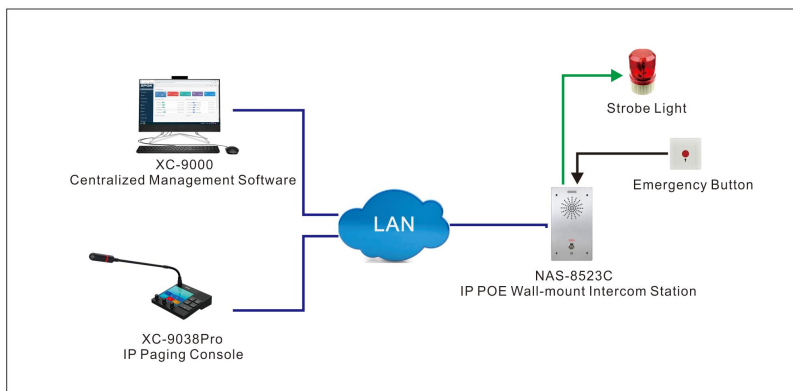 Strobe Light
XC-9000
Centralized Management Software
Emergency Button
LAN
NAS-8523C
IP POE Wall-mount Intercom Station
XC-9038Pro
IP Paging Console